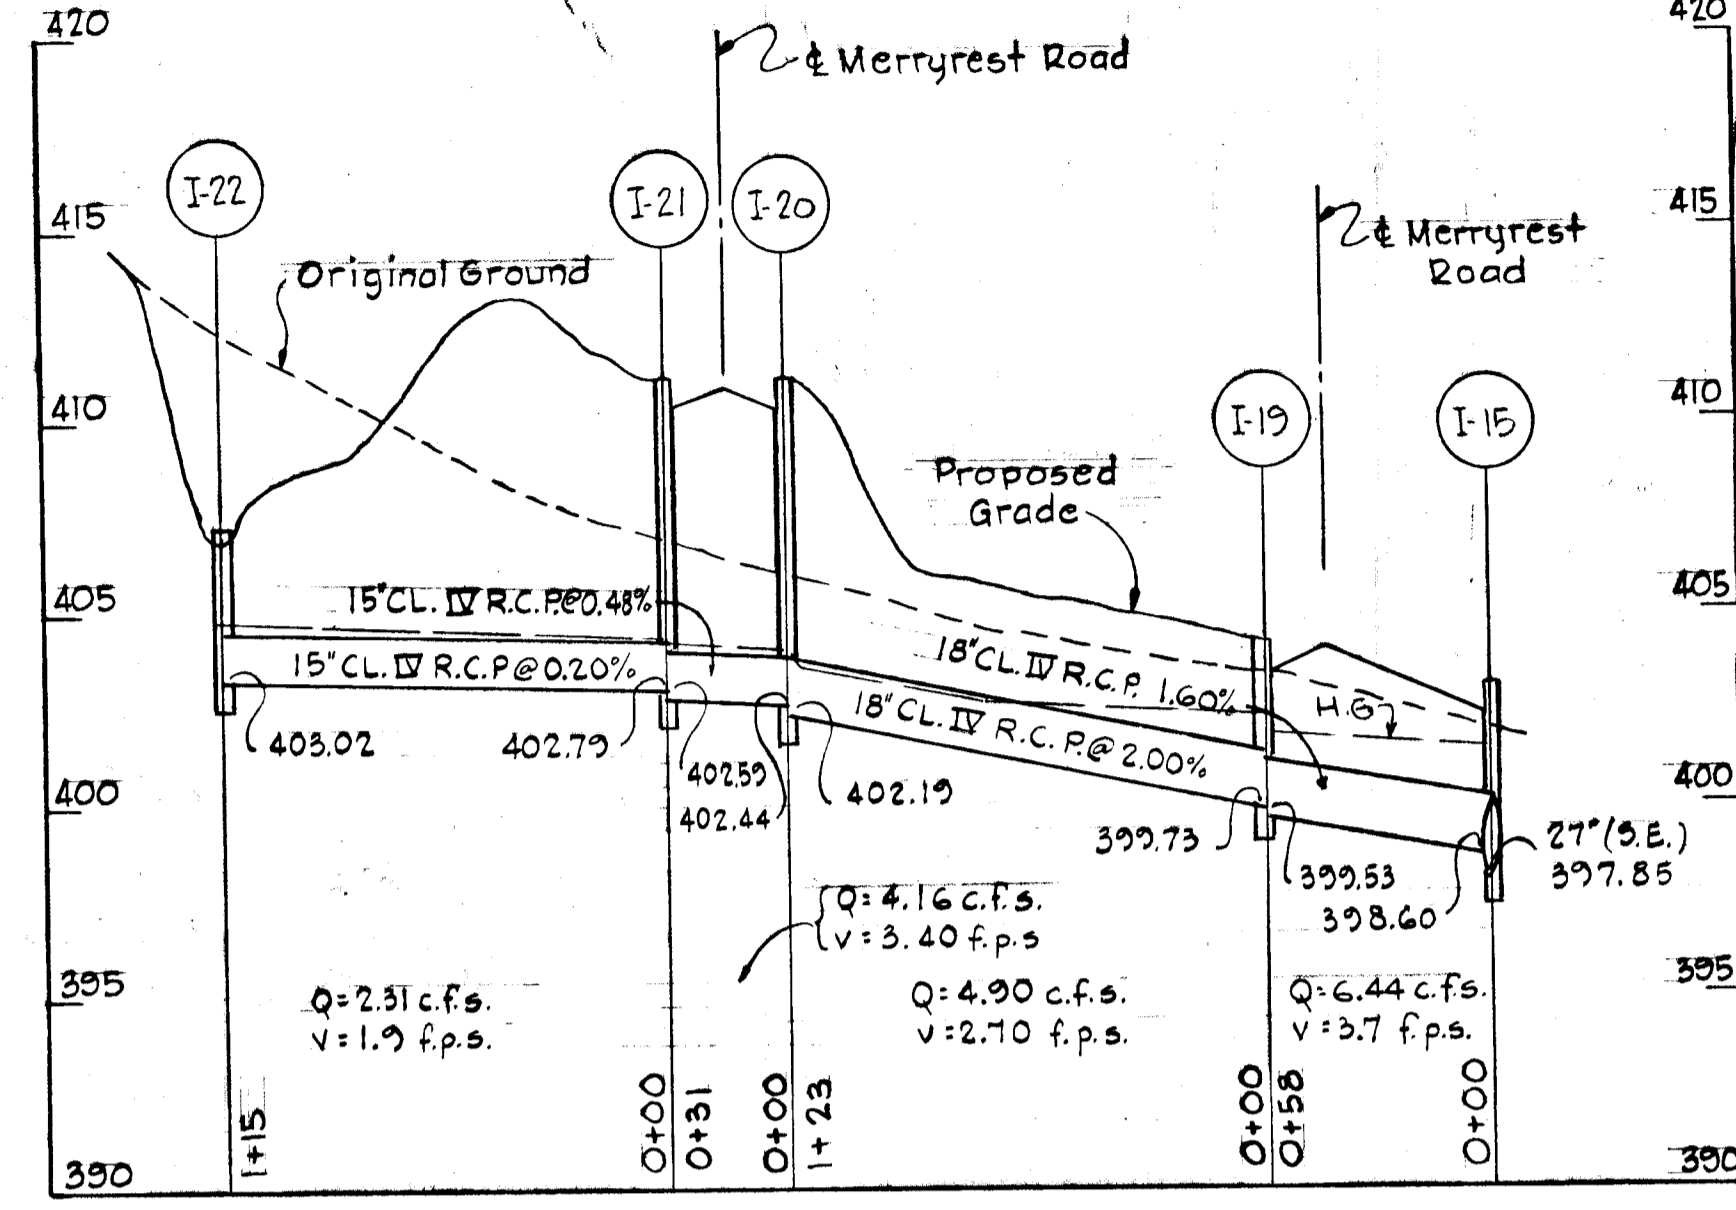 420
420
℄ Merryrest Road
I-22
I-21
I-20
415
415
℄ Merryrest
Road
Original Ground
410
410
I-19
I-15
Proposed
Grade
405
405
15"CL. IV R.C.P.@0.48%
15" CL. IV R.C.P @ 0.20%
18"CL. IV R.C.P. 1.60%
18" CL. IV R.C.P.@ 2.00%
H.G.
403.02
402.79
402.59
402.44
402.19
400
400
399.73
399.53
398.60
27" (S.E.)
397.85
Q= 4.16 c.f.s.
V= 3.40 f.p.s
395
395
Q=2.31 c.f.s.
V=1.9 f.p.s.
Q=4.90 c.f.s.
V=2.70 f.p.s.
Q=6.44 c.f.s.
V=3.7 f.p.s.
1+15
0+00
0+31
0+00
1+23
0+00
0+58
0+00
390
390